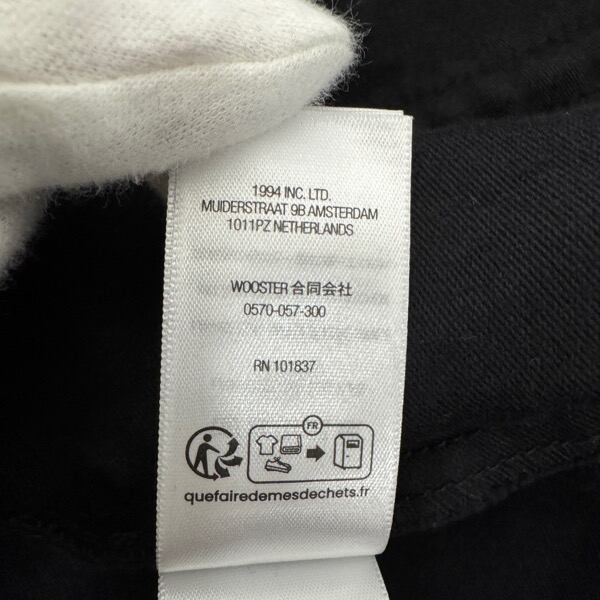 1994 INC. LTD.
MUIDERSTRAAT 9B AMSTERDAM
1011PZ NETHERLANDS
WOOSTER 合同会社
0570-057-300
RN 101837
FR
quefairedemesdechets.fr